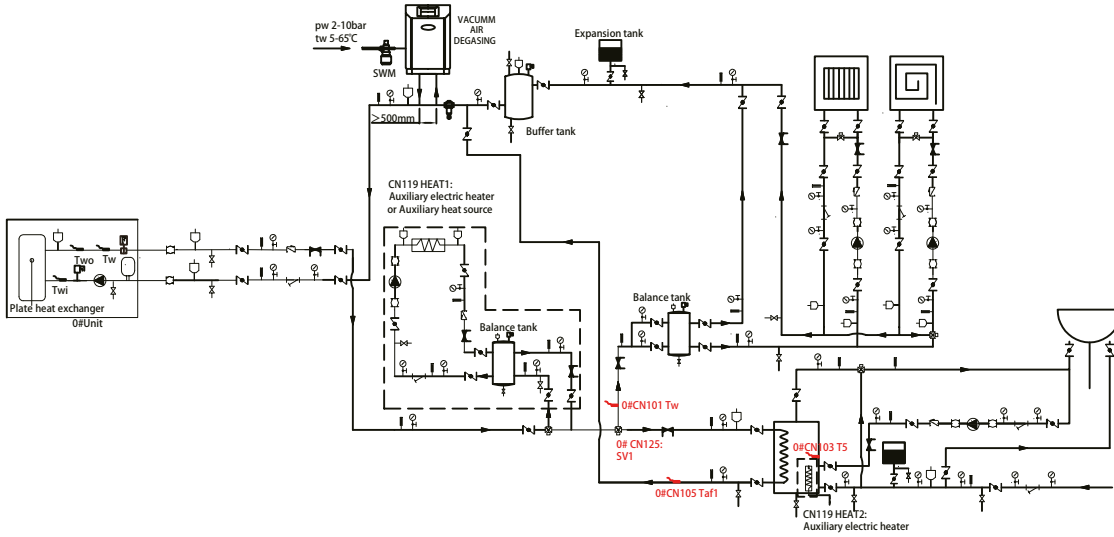 pw 2-10bar
tw 5-65℃
SWM
VACUMM
AIR
DEGASING
Expansion tank
>500mm
Buffer tank
CN119 HEAT1:
Auxiliary electric heater
or Auxiliary heat source
Two
Tw
Twi
Plate heat exchanger
0#Unit
Balance tank
Balance tank
0#CN101 Tw
0# CN125:
SV1
0#CN103 T5
0#CN105 Taf1
CN119 HEAT2:
Auxiliary electric heater